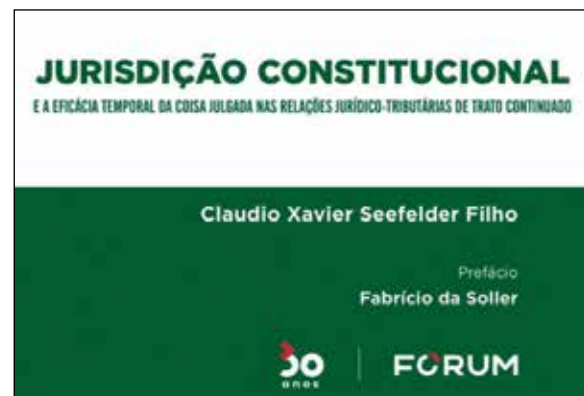 JURISDIÇÃO CONSTITUCIONAL
E A EFICÁCIA TEMPORAL DA COISA JULGADA NAS RELAÇÕES JURÍDICO-TRIBUTÁRIAS DE TRATO CONTINUADO
Claudio Xavier Seefelder Filho
Prefácio
Fabrício da Soller
30 anos
FÓRUM